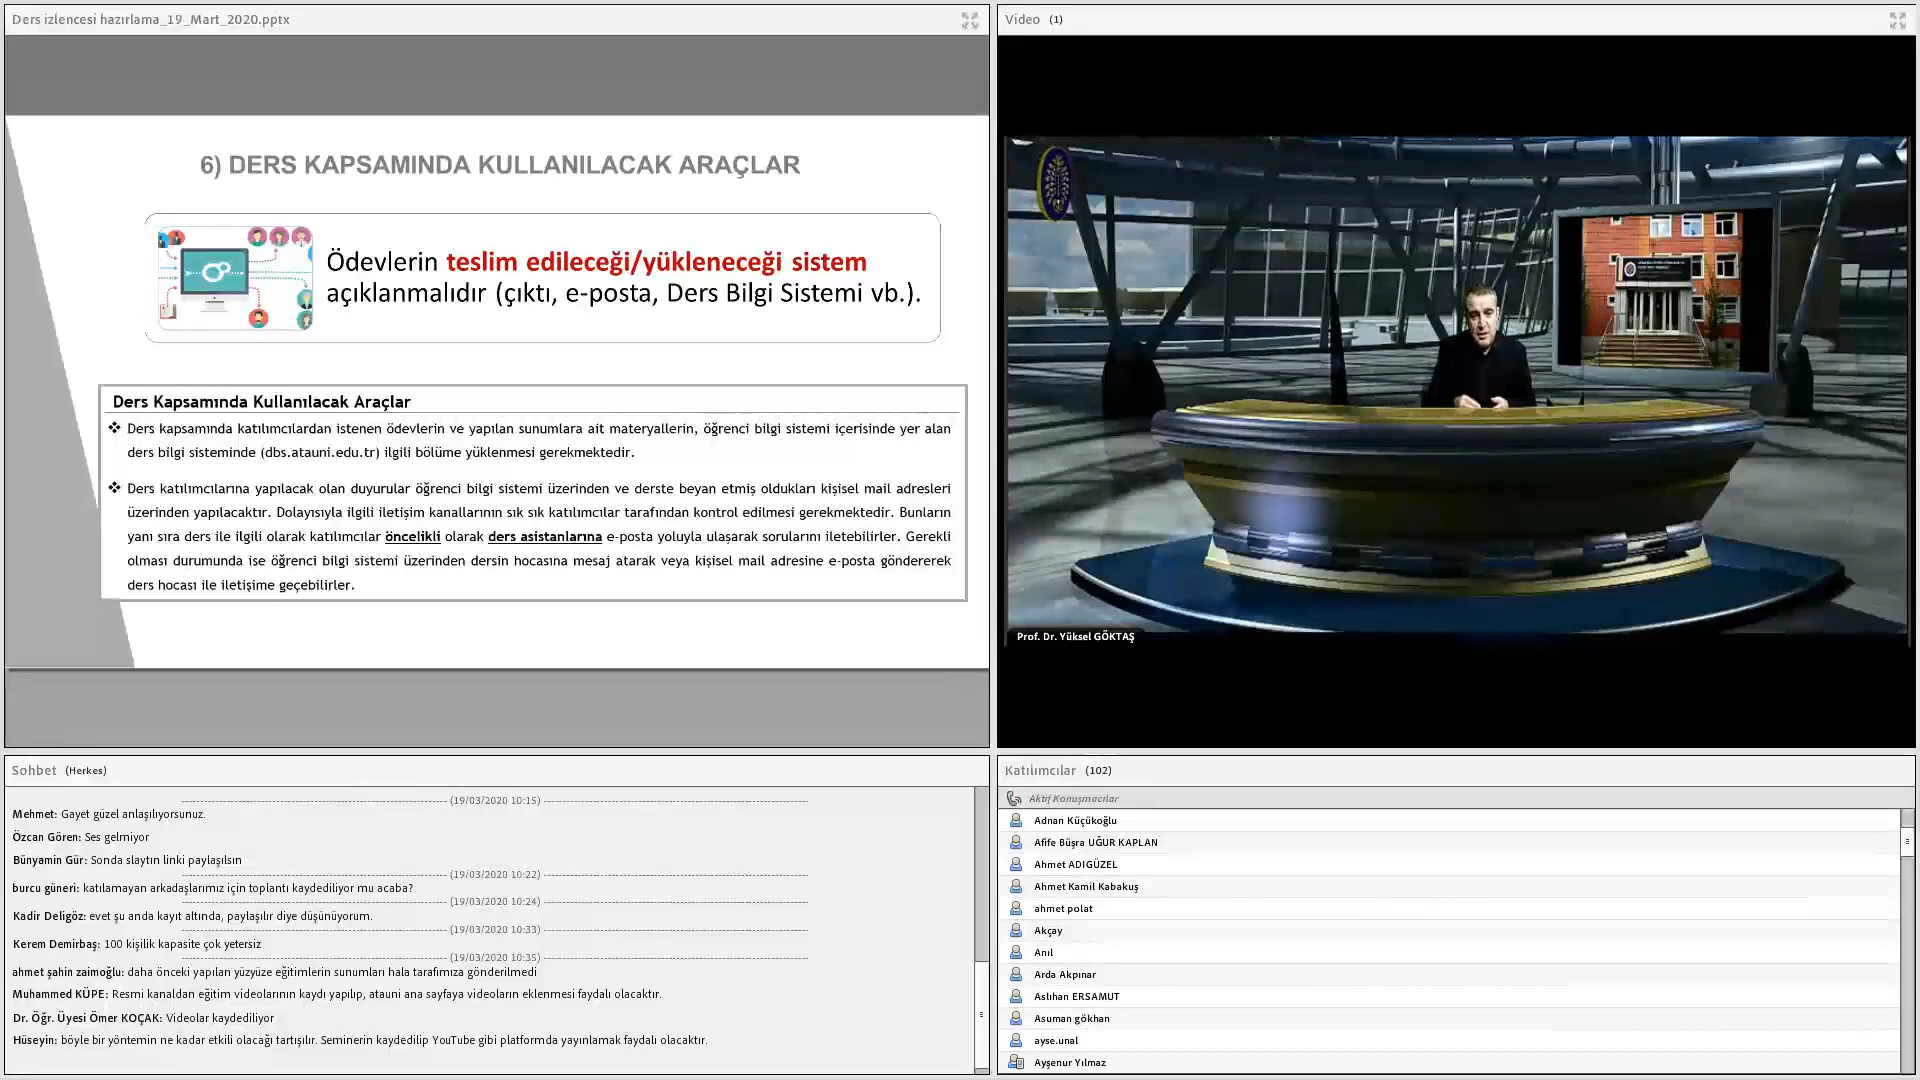 Ders izlencesi hazırlama_19_Mart_2020.pptx
6) DERS KAPSAMINDA KULLANILACAK ARAÇLAR
Ödevlerin teslim edileceği/yükleneceği sistem
açıklanmalıdır (çıktı, e-posta, Ders Bilgi Sistemi vb.).
Ders Kapsamında Kullanılacak Araçlar
❖ Ders kapsamında katılımcılardan istenen ödevlerin ve yapılan sunumlara ait materyallerin, öğrenci bilgi sistemi içerisinde yer alan
ders bilgi sisteminde (dbs.atauni.edu.tr) ilgili bölüme yüklenmesi gerekmektedir.
❖ Ders katılımcılarına yapılacak olan duyurular öğrenci bilgi sistemi üzerinden ve derste beyan etmiş oldukları kişisel mail adresleri
üzerinden yapılacaktır. Dolayısıyla ilgili iletişim kanallarının sık sık katılımcılar tarafından kontrol edilmesi gerekmektedir. Bunların
yanı sıra ders ile ilgili olarak katılımcılar öncelikli olarak ders asistanlarına e-posta yoluyla ulaşarak sorularını iletebilirler. Gerekli
olması durumunda ise öğrenci bilgi sistemi üzerinden dersin hocasına mesaj atarak veya kişisel mail adresine e-posta göndererek
ders hocası ile iletişime geçebilirler.
Video (1)
Prof. Dr. Yüksel GÖKTAŞ
Sohbet (Herkes)
(19/03/2020 10:15)
Mehmet: Gayet güzel anlaşılıyorsunuz.
Özcan Gören: Ses gelmiyor
Bünyamin Gür: Sonda slaytın linki paylaşılsın
(19/03/2020 10:22)
burcu güneri: katılamayan arkadaşlarımız için toplantı kaydediliyor mu acaba?
(19/03/2020 10:24)
Kadir Deligöz: evet şu anda kayıt altında, paylaşılır diye düşünüyorum.
(19/03/2020 10:33)
Kerem Demirbaş: 100 kişilik kapasite çok yetersiz
(19/03/2020 10:35)
ahmet şahin zaimoğlu: daha önceki yapılan yüzyüze eğitimlerin sunumları hala tarafımıza gönderilmedi
Muhammed KÜPE: Resmi kanaldan eğitim videolarının kaydı yapılıp, atauni ana sayfaya videoların eklenmesi faydalı olacaktır.
Dr. Öğr. Üyesi Ömer KOÇAK: Videolar kaydediliyor
Hüseyin: böyle bir yöntemin ne kadar etkili olacağı tartışılır. Seminerin kaydedilip YouTube gibi platformda yayınlamak faydalı olacaktır.
Katılımcılar (102)
Aktif Konuşmacılar
Adnan Küçükoğlu
Afife Büşra UĞUR KAPLAN
Ahmet ADIGÜZEL
Ahmet Kamil Kabakuş
ahmet polat
Akçay
Anıl
Arda Akpınar
Aslıhan ERSAMUT
Asuman gökhan
ayse.unal
Ayşenur Yılmaz